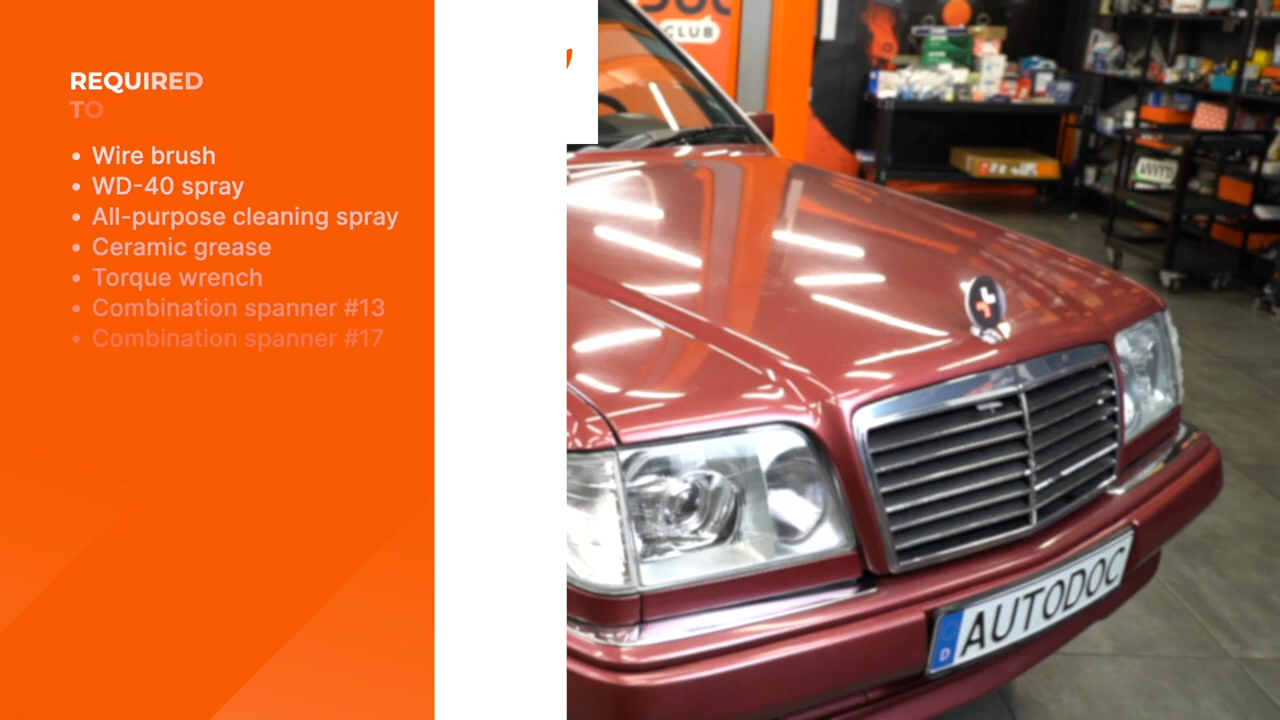 REQUIRED
TO
• Wire brush
• WD-40 spray
• All-purpose cleaning spray
• Ceramic grease
• Torque wrench
• Combination spanner #13
• Combination spanner #17
CLUB
AUTODOC
D